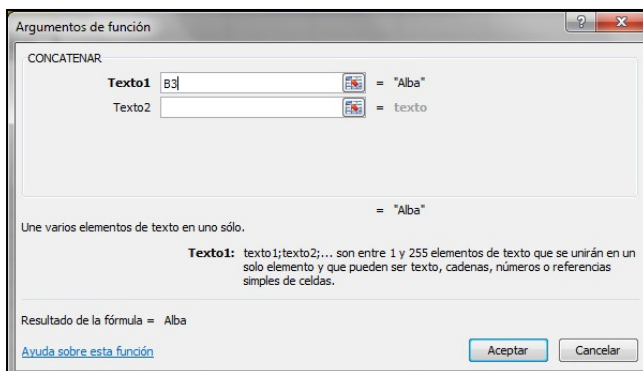 Argumentos de función
CONCATENAR
Texto1 B3 = "Alba"
Texto2 = texto
= "Alba"
Une varios elementos de texto en uno sólo.
Texto1: texto1;texto2;... son entre 1 y 255 elementos de texto que se unirán en un
solo elemento y que pueden ser texto, cadenas, números o referencias
simples de celdas.
Resultado de la fórmula = Alba
Ayuda sobre esta función Aceptar Cancelar